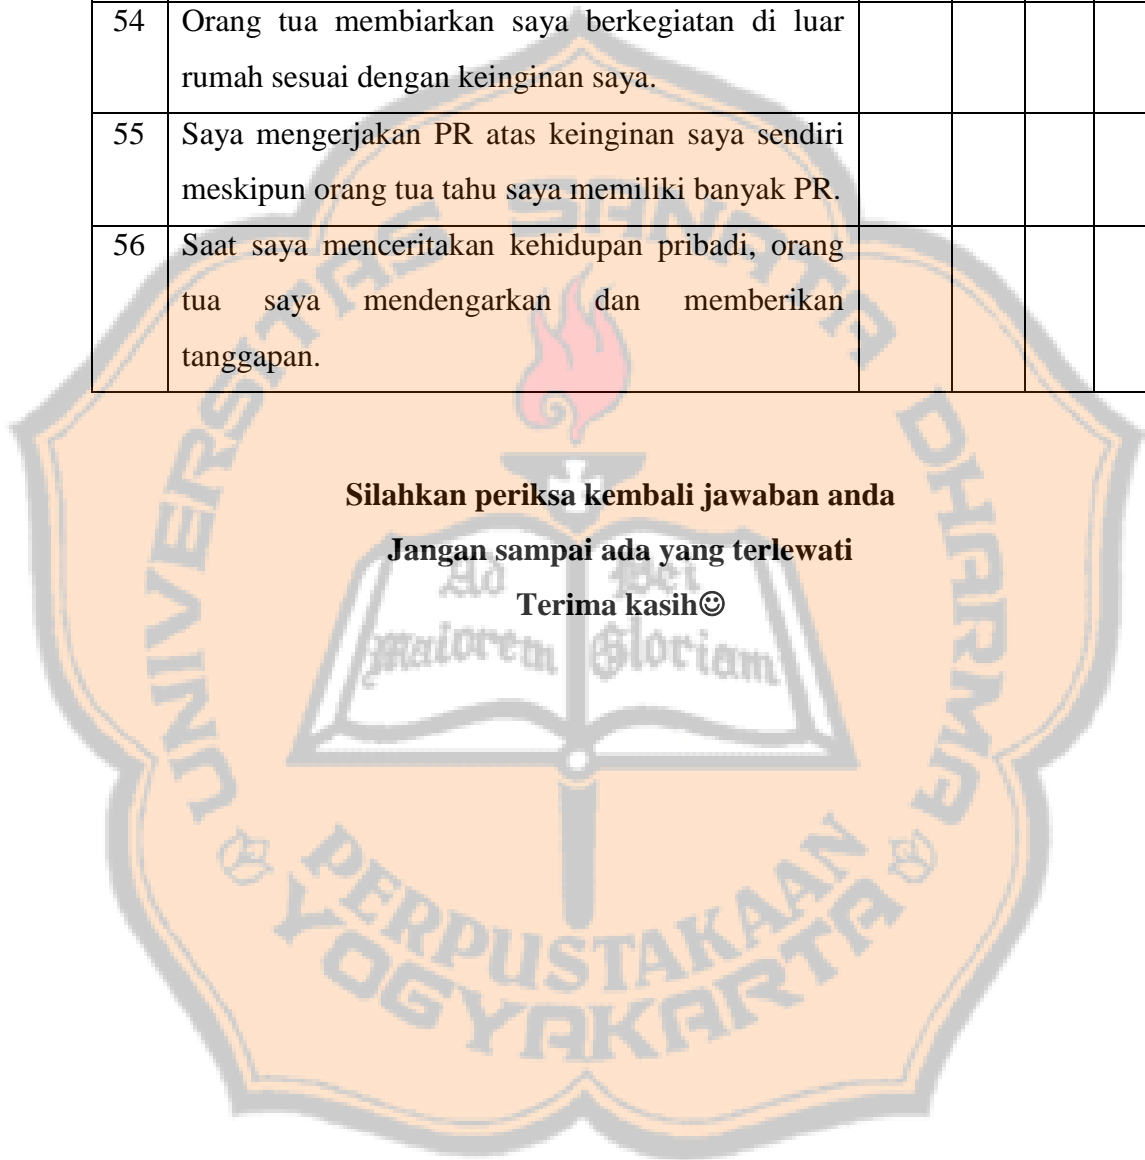 54 Orang tua membiarkan saya berkegiatan di luar
rumah sesuai dengan keinginan saya.
55 Saya mengerjakan PR atas keinginan saya sendiri
meskipun orang tua tahu saya memiliki banyak PR.
56 Saat saya menceritakan kehidupan pribadi, orang
tua saya mendengarkan dan memberikan
tanggapan.
Silahkan periksa kembali jawaban anda
Jangan sampai ada yang terlewati
Terima kasih☺
UNIVERSITAS SANATA DHARMA
Ad Dei
Maiorem Gloriam
PERPUSTAKAAN
YOGYAKARTA